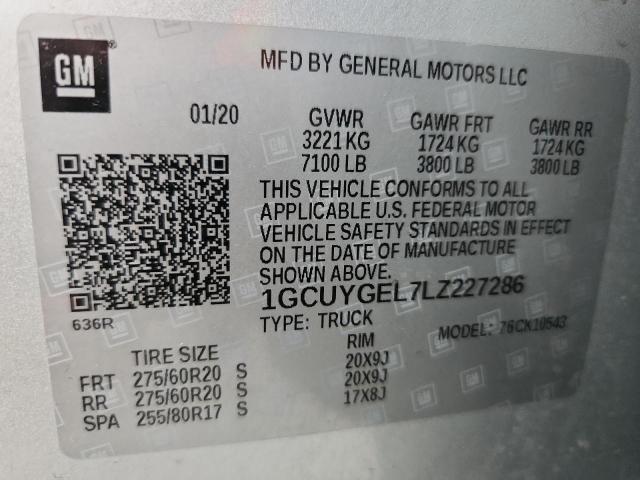 GM
MFD BY GENERAL MOTORS LLC
01/20 GVWR GAWR FRT GAWR RR
3221 KG 1724 KG 1724 KG
7100 LB 3800 LB 3800 LB
THIS VEHICLE CONFORMS TO ALL
APPLICABLE U.S. FEDERAL MOTOR
VEHICLE SAFETY STANDARDS IN EFFECT
ON THE DATE OF MANUFACTURE
SHOWN ABOVE.
1GCUYGEL7LZ227286
636R
TYPE: TRUCK MODEL: 76CK10543
TIRE SIZE RIM
FRT 275/60R20 S 20X9J
RR 275/60R20 S 20X9J
SPA 255/80R17 S 17X8J